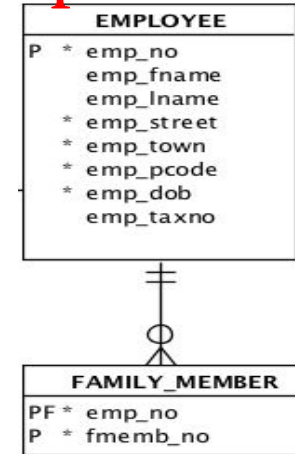 EMPLOYEE
P * emp_no
emp_fname
emp_lname
* emp_street
* emp_town
* emp_pcode
* emp_dob
emp_taxno
FAMILY_MEMBER
PF * emp_no
P * fmemb_no